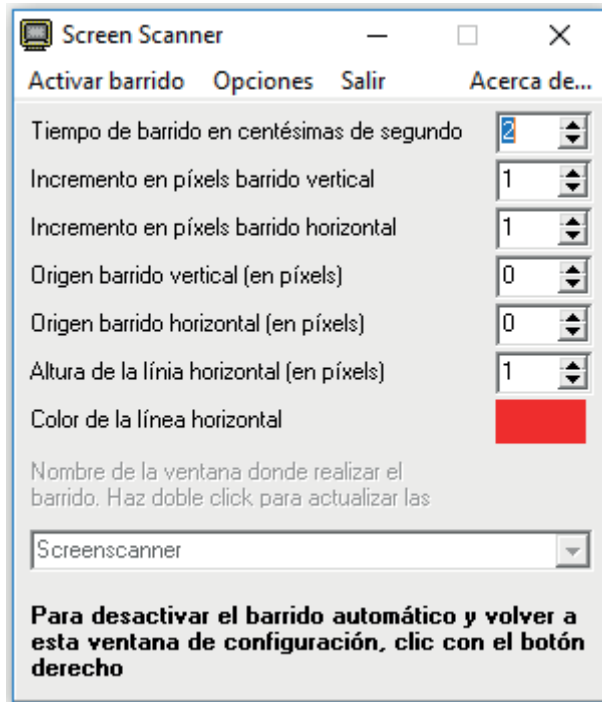 Screen Scanner
Activar barrido Opciones Salir Acerca de...
Tiempo de barrido en centésimas de segundo 2
Incremento en píxels barrido vertical 1
Incremento en píxels barrido horizontal 1
Origen barrido vertical (en píxels) 0
Origen barrido horizontal (en píxels) 0
Altura de la línia horizontal (en píxels) 1
Color de la línea horizontal
Nombre de la ventana donde realizar el
barrido. Haz doble click para actualizar las
Screenscanner
Para desactivar el barrido automático y volver a
esta ventana de configuración, clic con el botón
derecho